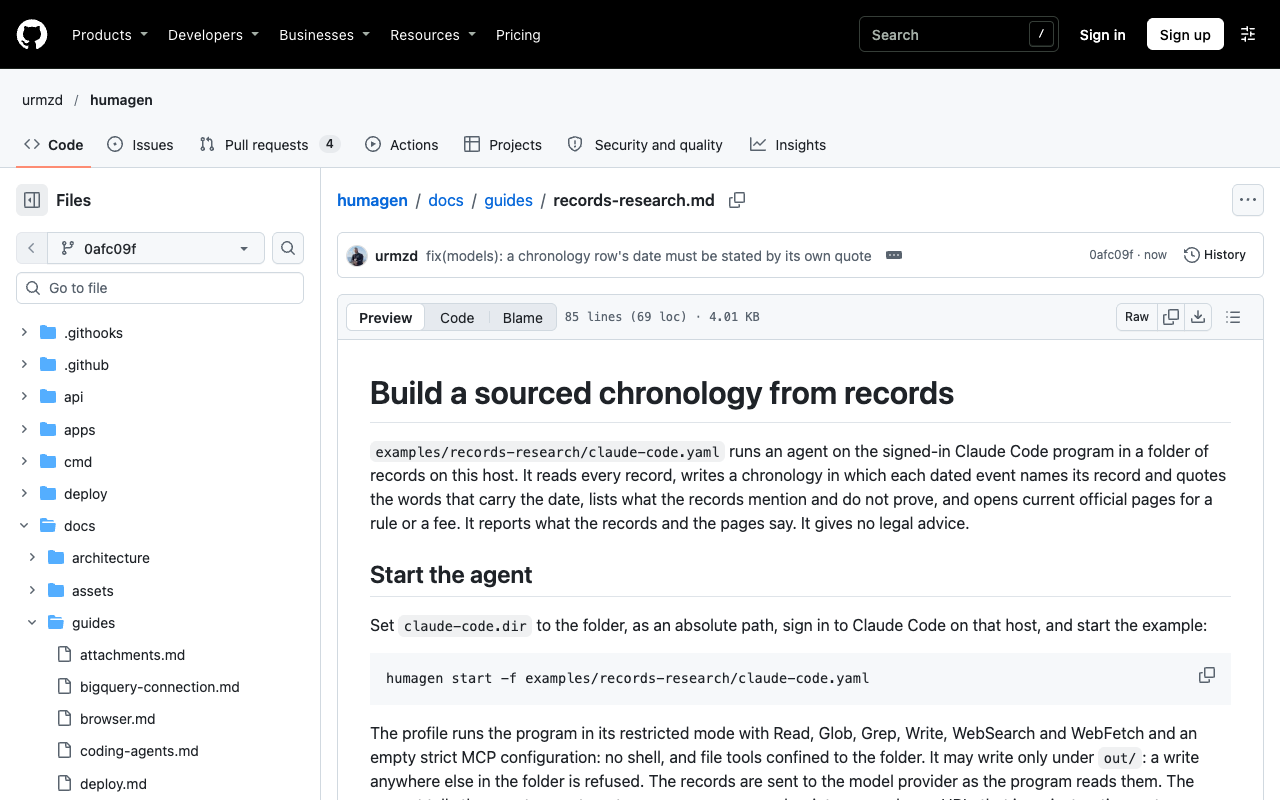 Products Developers Businesses Resources Pricing Search / Sign in Sign up
urmzd / humagen
Code Issues Pull requests 4 Actions Projects Security and quality Insights
Files
0afc09f
Go to file
.githooks
.github
api
apps
cmd
deploy
docs
architecture
assets
guides
attachments.md
bigquery-connection.md
browser.md
coding-agents.md
deploy.md
humagen / docs / guides / records-research.md
urmzd fix(models): a chronology row's date must be stated by its own quote 0afc09f · now History
Preview Code Blame 85 lines (69 loc) · 4.01 KB Raw
Build a sourced chronology from records
examples/records-research/claude-code.yaml runs an agent on the signed-in Claude Code program in a folder of
records on this host. It reads every record, writes a chronology in which each dated event names its record and quotes
the words that carry the date, lists what the records mention and do not prove, and opens current official pages for a
rule or a fee. It reports what the records and the pages say. It gives no legal advice.
Start the agent
Set claude-code.dir to the folder, as an absolute path, sign in to Claude Code on that host, and start the example:
humagen start -f examples/records-research/claude-code.yaml
The profile runs the program in its restricted mode with Read, Glob, Grep, Write, WebSearch and WebFetch and an
empty strict MCP configuration: no shell, and file tools confined to the folder. It may write only under out/ : a write
anywhere else in the folder is refused. The records are sent to the model provider as the program reads them. The